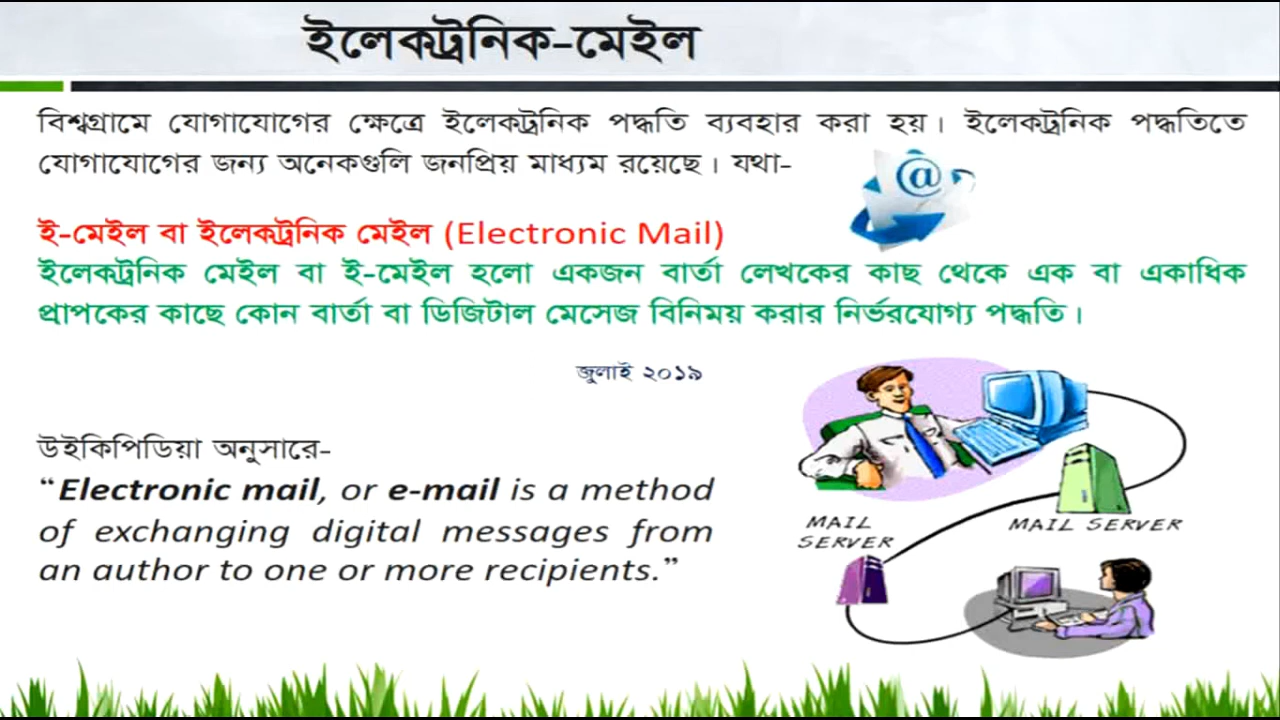 ইলেকট্রনিক-মেইল
বিশ্বগ্রামে যোগাযোগের ক্ষেত্রে ইলেকট্রনিক পদ্ধতি ব্যবহার করা হয়। ইলেকট্রনিক পদ্ধতিতে
যোগাযোগের জন্য অনেকগুলি জনপ্রিয় মাধ্যম রয়েছে। যথা-
@
ই-মেইল বা ইলেকট্রনিক মেইল (Electronic Mail)
ইলেকট্রনিক মেইল বা ই-মেইল হলো একজন বার্তা লেখকের কাছ থেকে এক বা একাধিক
প্রাপকের কাছে কোন বার্তা বা ডিজিটাল মেসেজ বিনিময় করার নির্ভরযোগ্য পদ্ধতি।
জুলাই ২০১৯
উইকিপিডিয়া অনুসারে-
“Electronic mail, or e-mail is a method
of exchanging digital messages from
an author to one or more recipients.”
MAIL
SERVER
MAIL SERVER